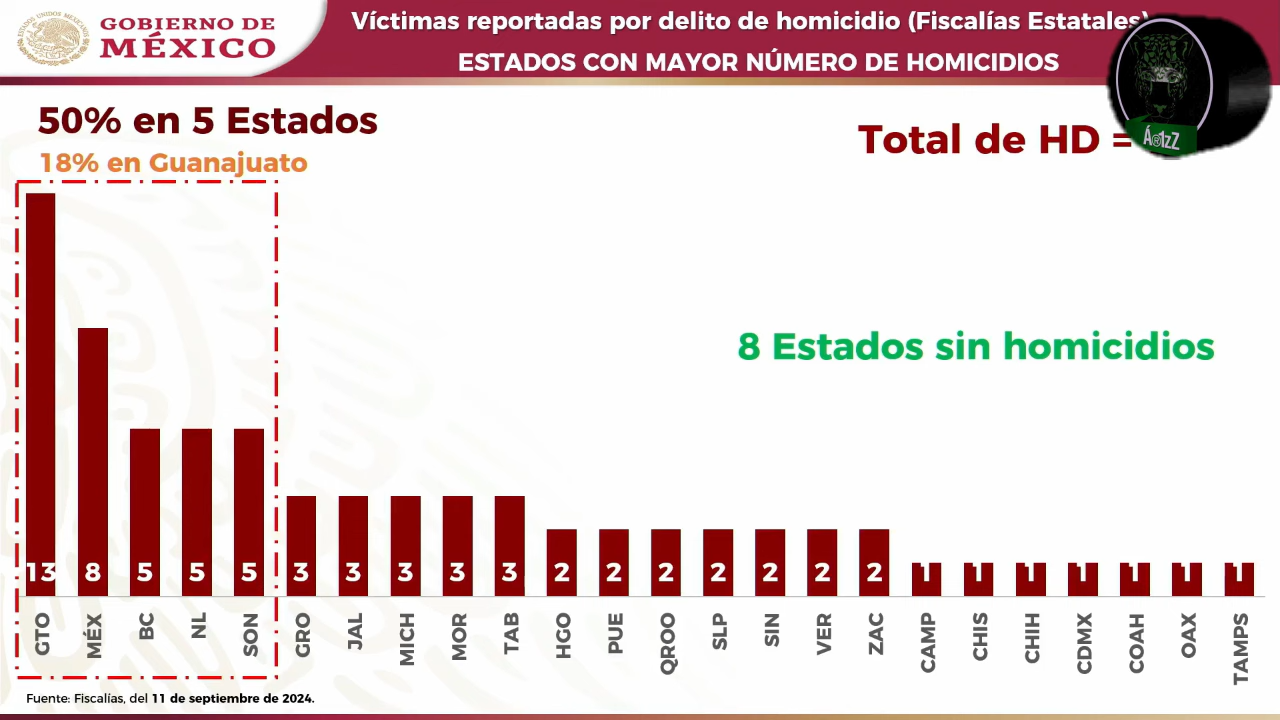 GOBIERNO DE
MÉXICO
Víctimas reportadas por delito de homicidio (Fiscalías Estatales)
ESTADOS CON MAYOR NÚMERO DE HOMICIDIOS
50% en 5 Estados
18% en Guanajuato
Total de HD =
Á@1zZ
8 Estados sin homicidios
13 8 5 5 5 3 3 3 3 3 2 2 2 2 2 2 2 1 1 1 1 1 1 1
GTO MÉX BC NL SON GRO JAL MICH MOR TAB HGO PUE QROO SLP SIN VER ZAC CAMP CHIS CHIH CDMX COAH OAX TAMPS
Fuente: Fiscalías, del 11 de septiembre de 2024.